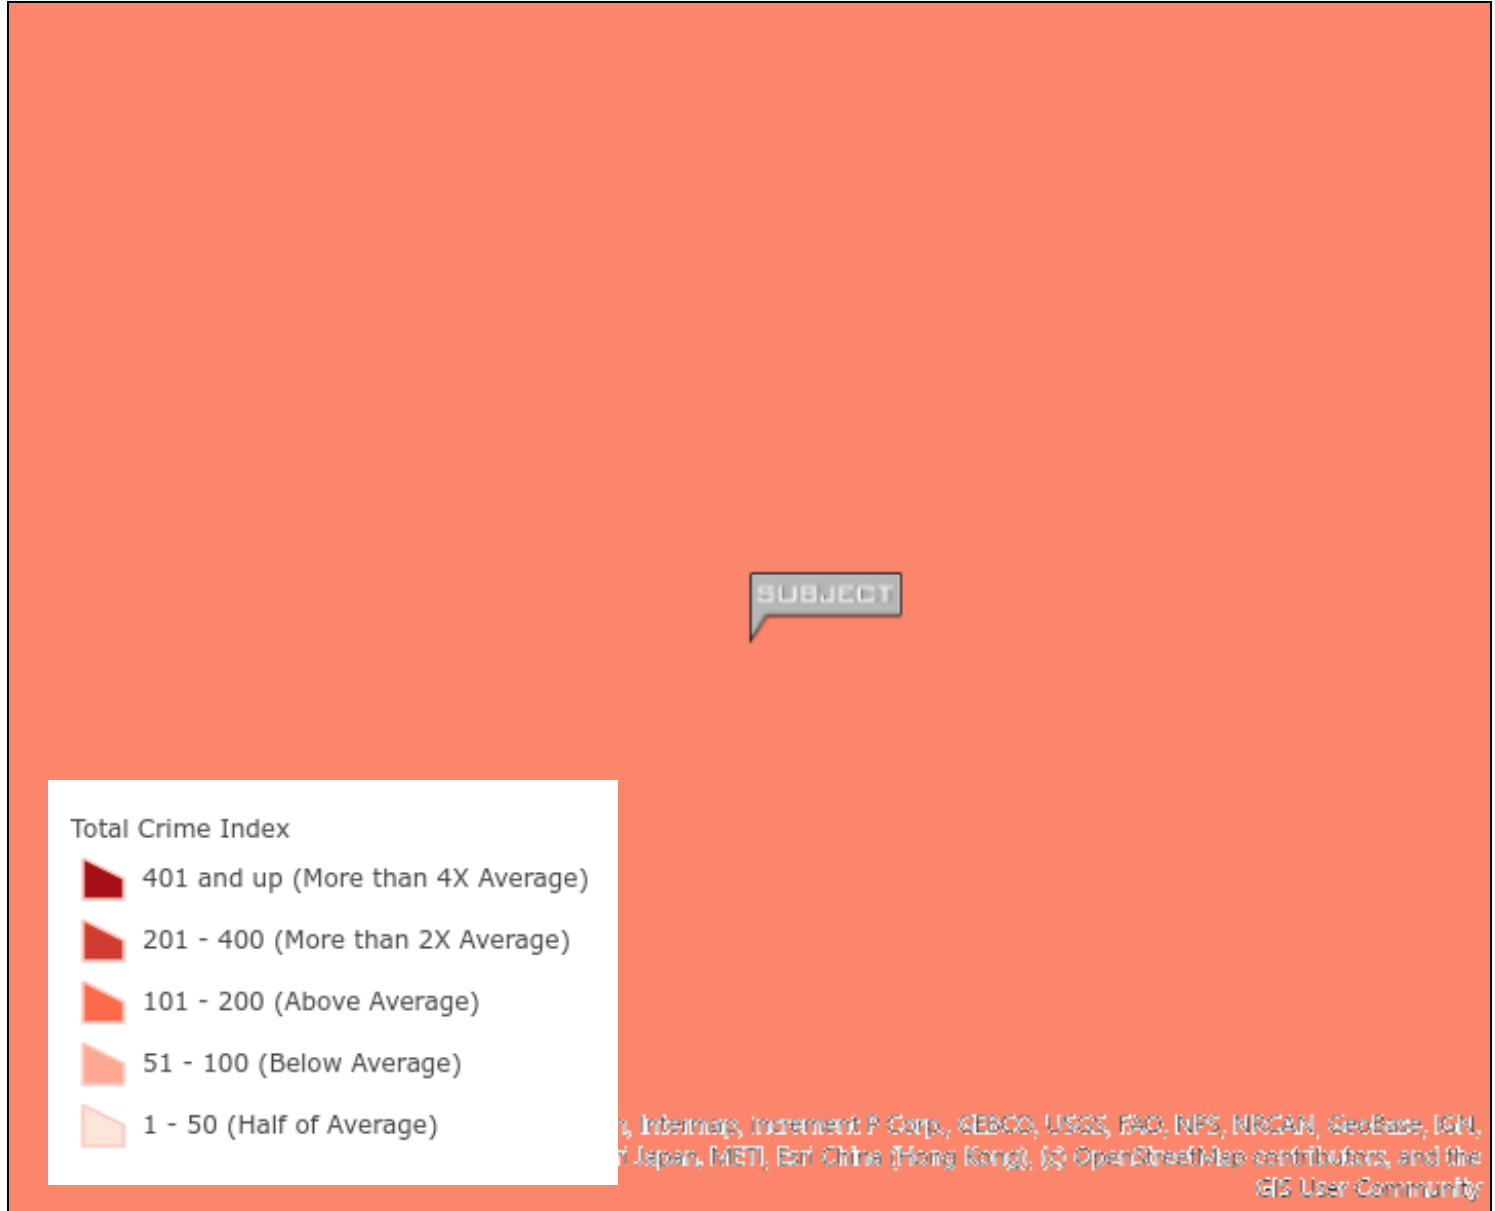 SUBJECT
Total Crime Index
401 and up (More than 4X Average)
201 - 400 (More than 2X Average)
101 - 200 (Above Average)
51 - 100 (Below Average)
1 - 50 (Half of Average)
Intermap, increment P Corp., GEBCO, USGS, FAO, NPS, NRCAN, GeoBase, IGN,
Japan, METI, Esri China (Hong Kong), (c) OpenStreetMap contributors, and the
GIS User Community